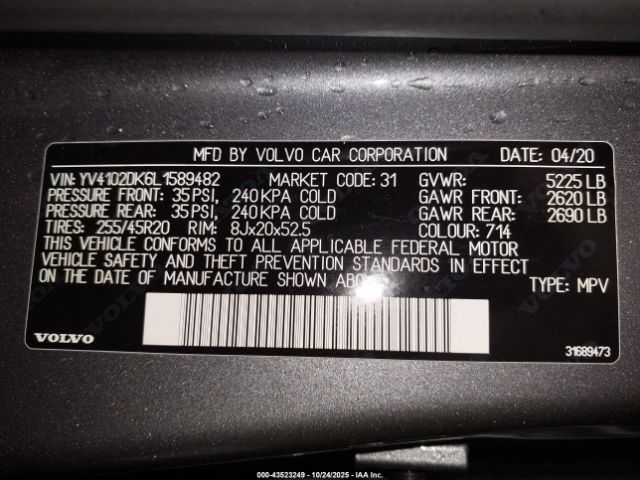 MFD BY VOLVO CAR CORPORATION DATE: 04/20
VIN: YV4102DK6L1589482 MARKET CODE: 31 GVWR: 5225 LB
PRESSURE FRONT: 35 PSI, 240 KPA COLD GAWR FRONT: 2620 LB
PRESSURE REAR: 35 PSI, 240 KPA COLD GAWR REAR: 2690 LB
TIRES: 255/45R20 RIM: 8Jx20x52.5 COLOUR: 714
THIS VEHICLE CONFORMS TO ALL APPLICABLE FEDERAL MOTOR
VEHICLE SAFETY AND THEFT PREVENTION STANDARDS IN EFFECT
ON THE DATE OF MANUFACTURE SHOWN ABOVE. TYPE: MPV
VOLVO 31689473
000-43523249 - 10/24/2025 - IAA Inc.